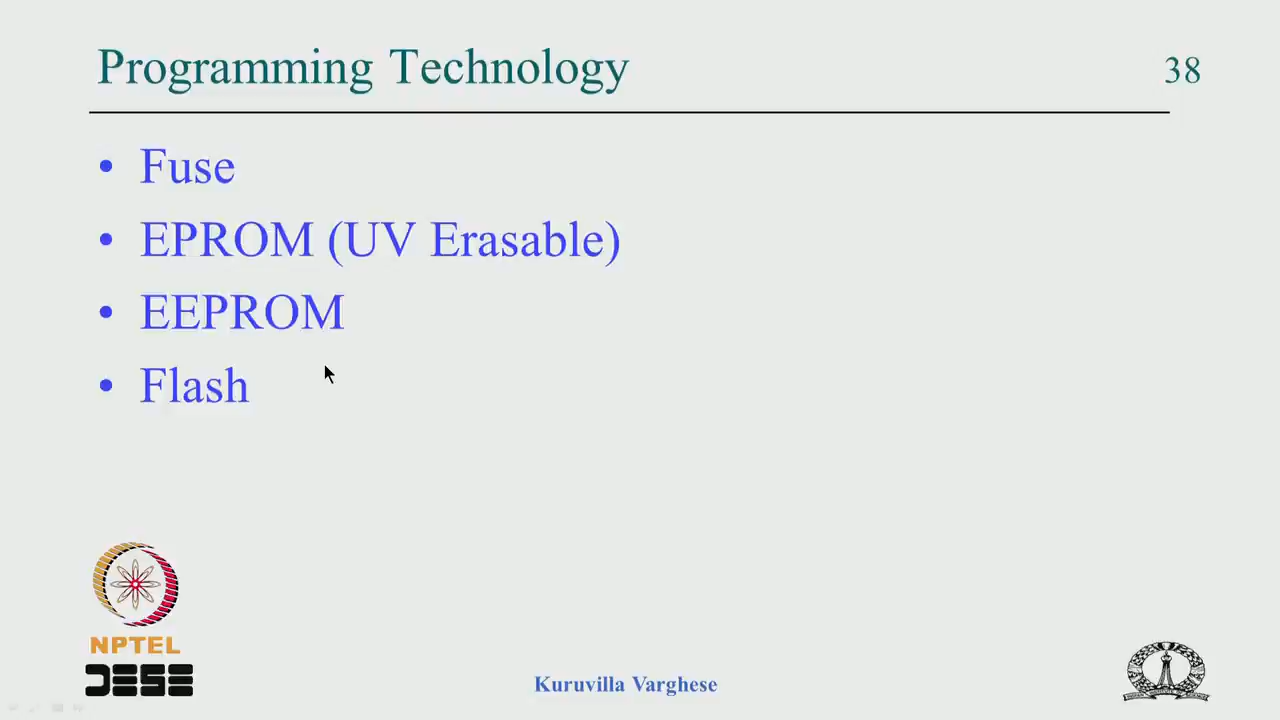 Programming Technology
38
• Fuse
• EPROM (UV Erasable)
• EEPROM
• Flash
NPTEL
DESE
Kuruvilla Varghese